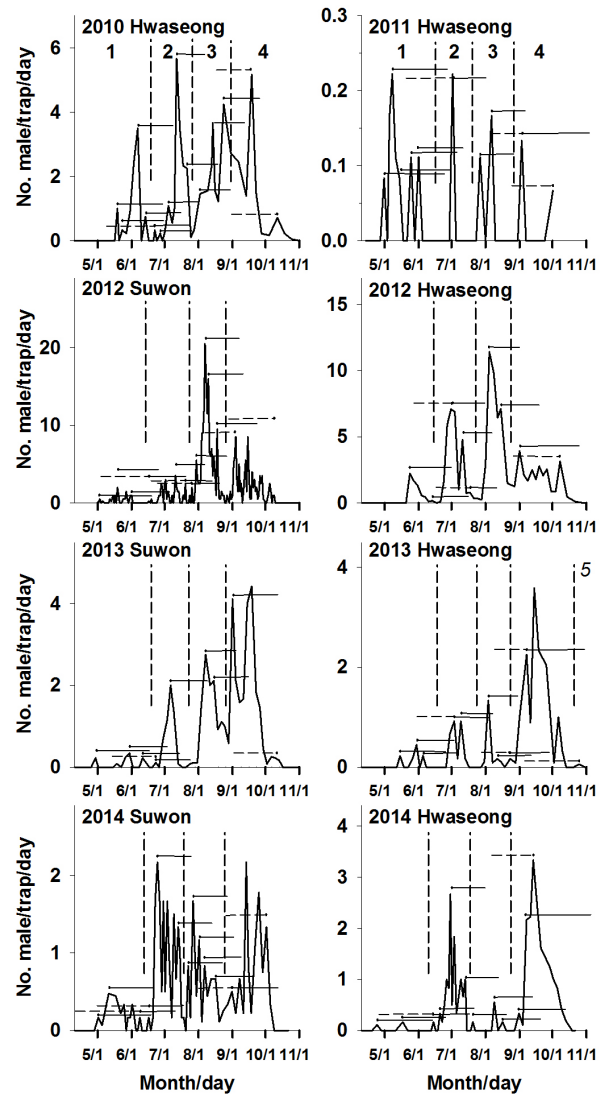 2010 Hwaseong
2011 Hwaseong
1 2 3 4
1 2 3 4
No. male/trap/day
6
4
2
0
0.3
0.2
0.1
0.0
5/1 6/1 7/1 8/1 9/1 10/1 11/1
5/1 6/1 7/1 8/1 9/1 10/1 11/1
2012 Suwon
2012 Hwaseong
No. male/trap/day
20
10
0
15
10
5
0
5/1 6/1 7/1 8/1 9/1 10/1 11/1
5/1 6/1 7/1 8/1 9/1 10/1 11/1
2013 Suwon
2013 Hwaseong
5
No. male/trap/day
4
2
0
4
2
0
5/1 6/1 7/1 8/1 9/1 10/1 11/1
5/1 6/1 7/1 8/1 9/1 10/1 11/1
2014 Suwon
2014 Hwaseong
No. male/trap/day
2
1
0
4
3
2
1
0
5/1 6/1 7/1 8/1 9/1 10/1 11/1
5/1 6/1 7/1 8/1 9/1 10/1 11/1
Month/day
Month/day